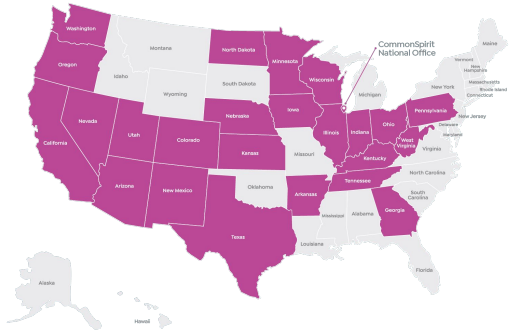 Washington
Oregon
California
Nevada
Idaho
Montana
Wyoming
Utah
Colorado
Arizona
New Mexico
North Dakota
South Dakota
Nebraska
Kansas
Oklahoma
Texas
Minnesota
Iowa
Missouri
Arkansas
Louisiana
Wisconsin
Illinois
CommonSpirit
National Office
Michigan
Indiana
Ohio
Kentucky
Tennessee
Mississippi
Alabama
Georgia
Florida
South
Carolina
North Carolina
Virginia
West
Virginia
Pennsylvania
New York
Maine
Vermont
New
Hampshire
Massachusetts
Rhode Island
Connecticut
New Jersey
Delaware
Maryland
Alaska
Hawaii